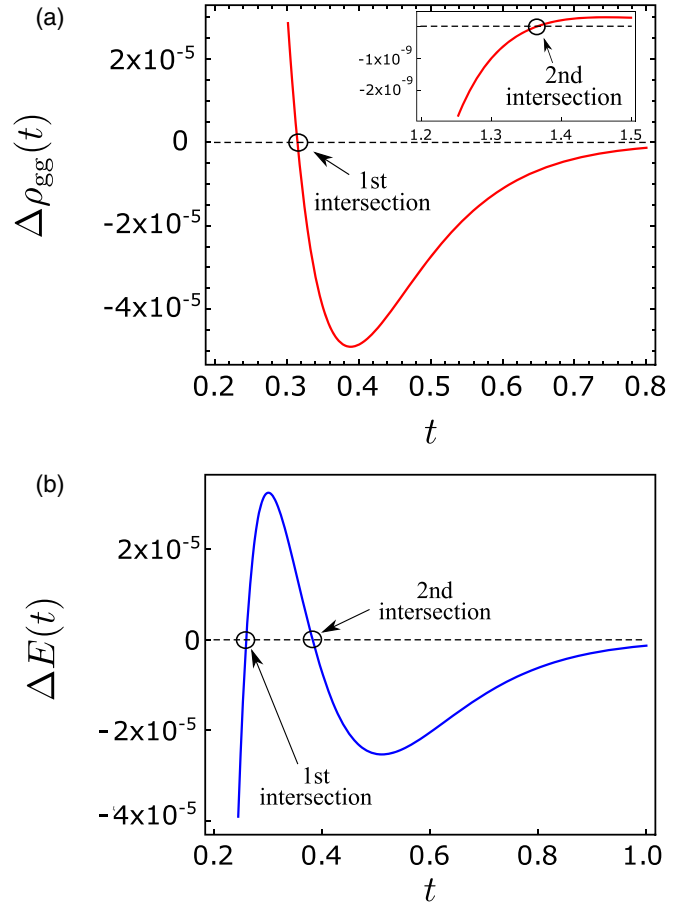 (a)
2x10⁻⁵
0
-2x10⁻⁵
-4x10⁻⁵
Δρgg(t)
1st
intersection
-1x10⁻⁹
-2x10⁻⁹
2nd
intersection
1.2 1.3 1.4 1.5
0.2 0.3 0.4 0.5 0.6 0.7 0.8
t
(b)
2x10⁻⁵
0
-2x10⁻⁵
-4x10⁻⁵
ΔE(t)
2nd
intersection
1st
intersection
0.2 0.4 0.6 0.8 1.0
t